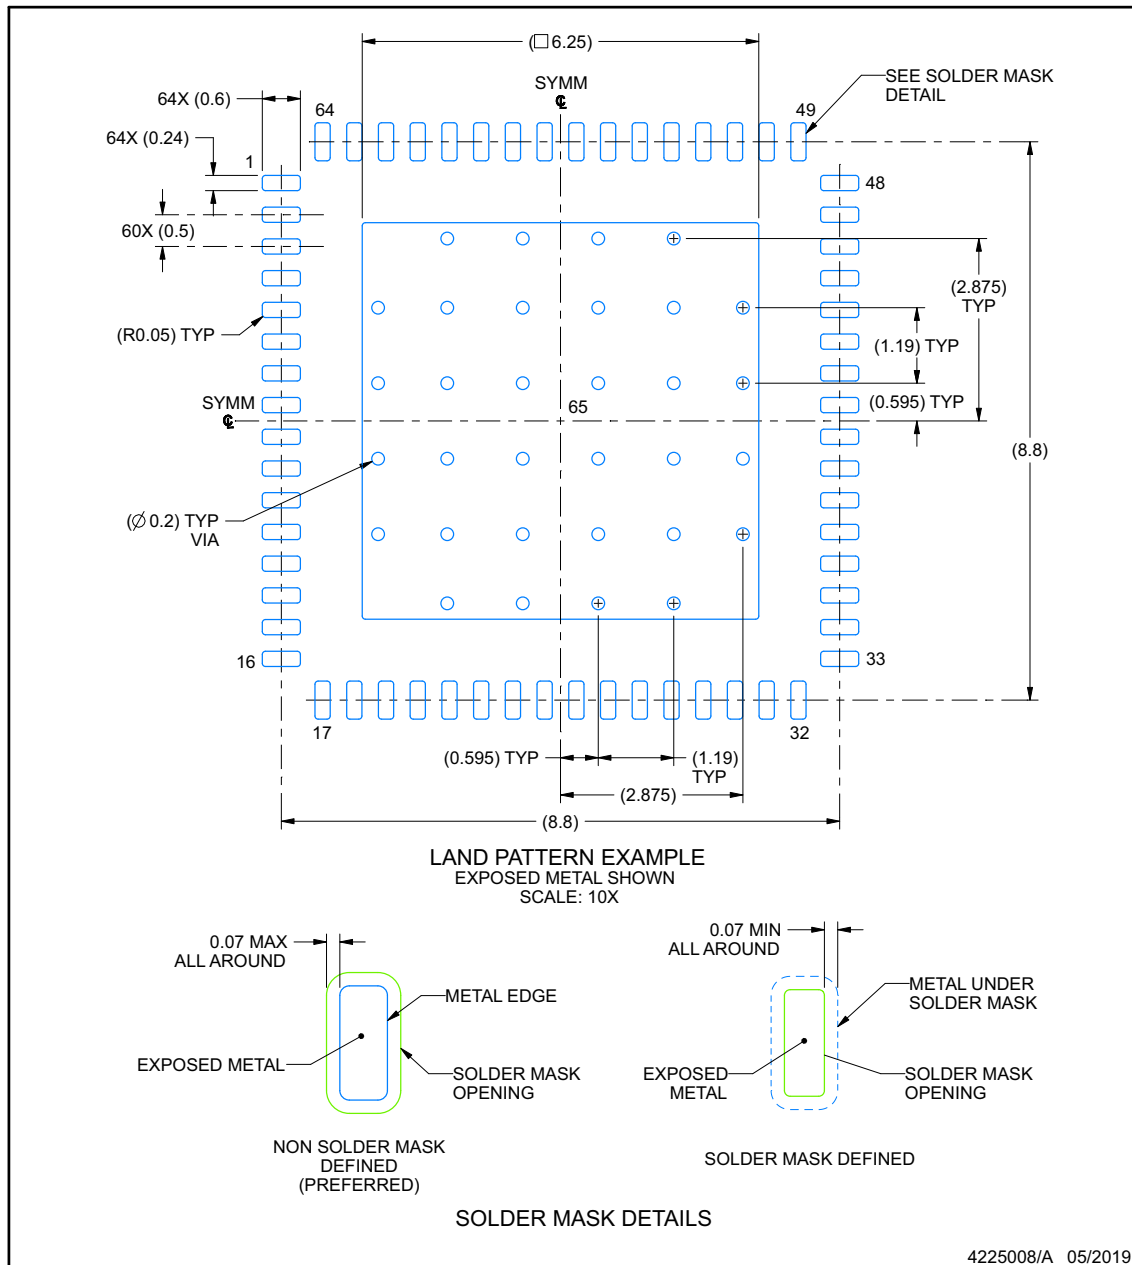 (□ 6.25)
SYMM
℄
SEE SOLDER MASK
DETAIL
64X (0.6)
64
49
64X (0.24)
1
48
60X (0.5)
(2.875)
TYP
(R0.05) TYP
(1.19) TYP
SYMM
℄
65
(0.595) TYP
(8.8)
(Ø 0.2) TYP
VIA
16
33
17
32
(0.595) TYP
(1.19)
TYP
(2.875)
(8.8)
LAND PATTERN EXAMPLE
EXPOSED METAL SHOWN
SCALE: 10X
0.07 MAX
ALL AROUND
METAL EDGE
EXPOSED METAL
SOLDER MASK
OPENING
NON SOLDER MASK
DEFINED
(PREFERRED)
0.07 MIN
ALL AROUND
METAL UNDER
SOLDER MASK
EXPOSED
METAL
SOLDER MASK
OPENING
SOLDER MASK DEFINED
SOLDER MASK DETAILS
4225008/A 05/2019